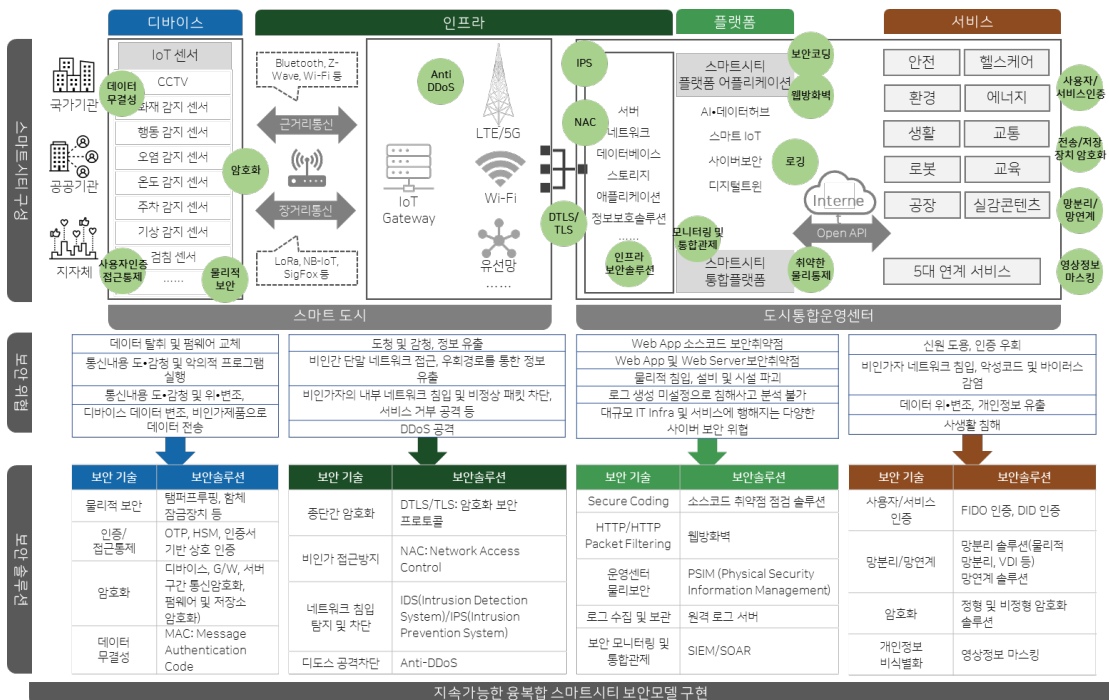 디바이스
인프라
플랫폼
서비스
스마트시티 구성
국가기관
공공기관
지자체
IoT 센서
CCTV
화재 감지 센서
행동 감지 센서
오염 감지 센서
온도 감지 센서
주차 감지 센서
기상 감지 센서
검침 센서
......
데이터
무결성
암호화
사용자인증
접근통제
물리적
보안
Bluetooth, Z-
Wave, Wi-Fi 등
근거리통신
장거리통신
LoRa, NB-IoT,
SigFox 등
Anti
DDoS
IoT
Gateway
LTE/5G
Wi-Fi
유선망
......
DTLS/
TLS
IPS
NAC
서버
네트워크
데이터베이스
스토리지
애플리케이션
정보보호솔루션
......
인프라
보안솔루션
스마트시티
플랫폼 어플리케이션
AI•데이터허브
스마트 IoT
사이버보안
디지털트윈
스마트시티
통합플랫폼
보안코딩
웹방화벽
로깅
모니터링 및
통합관제
취약한
물리통제
Interne
t
Open API
안전
헬스케어
환경
에너지
생활
교통
로봇
교육
공장
실감콘텐츠
5대 연계 서비스
사용자/
서비스인증
전송/저장
장치 암호화
망분리/
망연계
영상정보
마스킹
스마트 도시
도시통합운영센터
보안 위협
데이터 탈취 및 펌웨어 교체
통신내용 도•감청 및 악의적 프로그램
실행
통신내용 도•감청 및 위•변조,
디바이스 데이터 변조, 비인가제품으로
데이터 전송
도청 및 감청, 정보 유출
비인간 단말 네트워크 접근, 우회경로를 통한 정보
유출
비인가자의 내부 네트워크 침입 및 비정상 패킷 차단,
서비스 거부 공격 등
DDoS 공격
Web App 소스코드 보안취약점
Web App 및 Web Server보안취약점
물리적 침입, 설비 및 시설 파괴
로그 생성 미설정으로 침해사고 분석 불가
대규모 IT Infra 및 서비스에 행해지는 다양한
사이버 보안 위협
신원 도용, 인증 우회
비인가자 네트워크 침입, 악성코드 및 바이러스
감염
데이터 위•변조, 개인정보 유출
사생활 침해
보안 솔루션
보안 기술
보안솔루션
물리적 보안
탬퍼프루핑, 함체
잠금장치 등
인증/
접근통제
OTP, HSM, 인증서
기반 상호 인증
암호화
디바이스, G/W, 서버
구간 통신암호화,
펌웨어 및 저장소
암호화)
데이터
무결성
MAC: Message
Authentication
Code
보안 기술
보안솔루션
종단간 암호화
DTLS/TLS: 암호화 보안
프로토콜
비인가 접근방지
NAC: Network Access
Control
네트워크 침입
탐지 및 차단
IDS(Intrusion Detection
System)/IPS(Intrusion
Prevention System)
디도스 공격차단
Anti-DDoS
보안 기술
보안솔루션
Secure Coding
소스코드 취약점 점검 솔루션
HTTP/HTTP
Packet Filtering
웹방화벽
운영센터
물리보안
PSIM (Physical Security
Information Management)
로그 수집 및 보관
원격 로그 서버
보안 모니터링 및
통합관제
SIEM/SOAR
보안 기술
보안솔루션
사용자/서비스
인증
FIDO 인증, DID 인증
망분리/망연계
망분리 솔루션(물리적
망분리, VDI 등)
망연계 솔루션
암호화
정형 및 비정형 암호화
솔루션
개인정보
비식별화
영상정보 마스킹
지속가능한 융복합 스마트시티 보안모델 구현